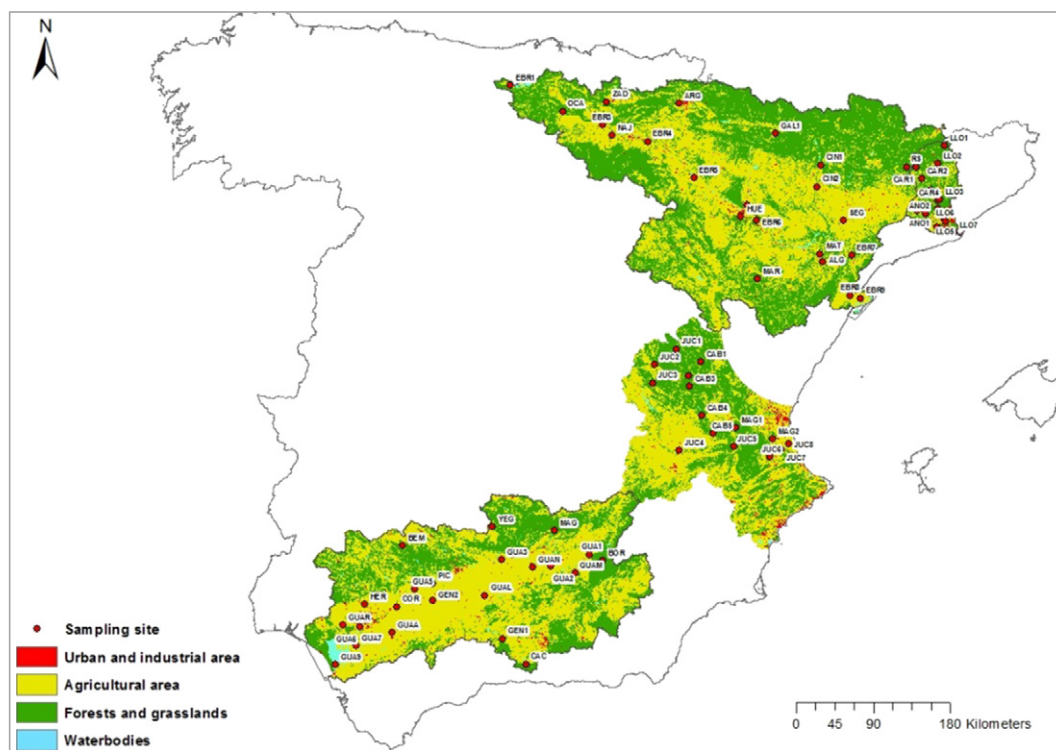 N
EBR1
ZAD
ARG
OCA
EBR3
NAJ
EBR4
GAL1
LLO1
CIN1
RS
LLO2
CAR1
CAR2
EBR5
CIN2
CAR4
LLO3
HUE
EBR6
SEG
ANO2
ANO1
LLO6
LLO5
LLO7
MAT
EBR7
ALG
MAR
EBR8
EBR9
JUC1
JUC2
CAB1
JUC3
CAB3
CAB4
CAB5
MAG1
MAG2
JUC4
JUC5
JUC8
JUC6
JUC7
YEG
MAG
BEM
GUA3
GUAN
GUA1
BOR
PIC
GUA5
GUA2
GUAM
HER
COR
GEN2
GUAL
GUAR
GUA6
GUA7
GUAA
GEN1
GUA9
CAC
Sampling site
Urban and industrial area
Agricultural area
Forests and grasslands
Waterbodies
0 45 90 180 Kilometers